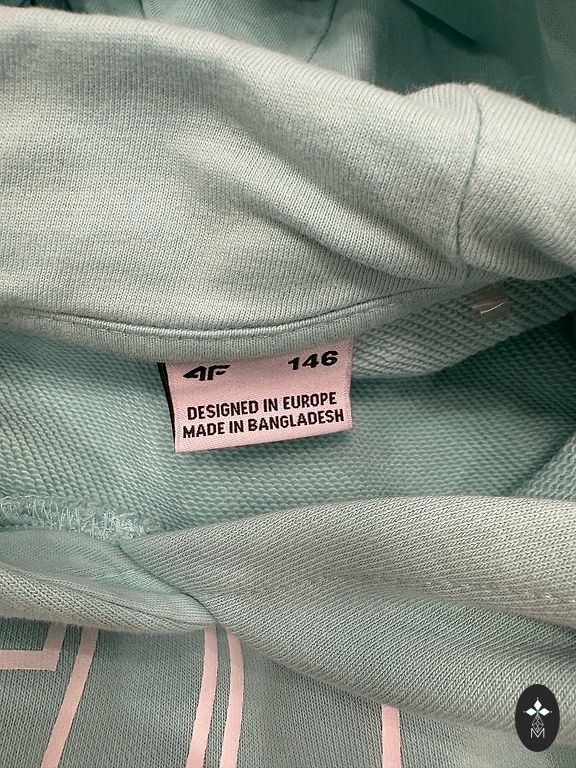 4F 146
DESIGNED IN EUROPE
MADE IN BANGLADESH
M